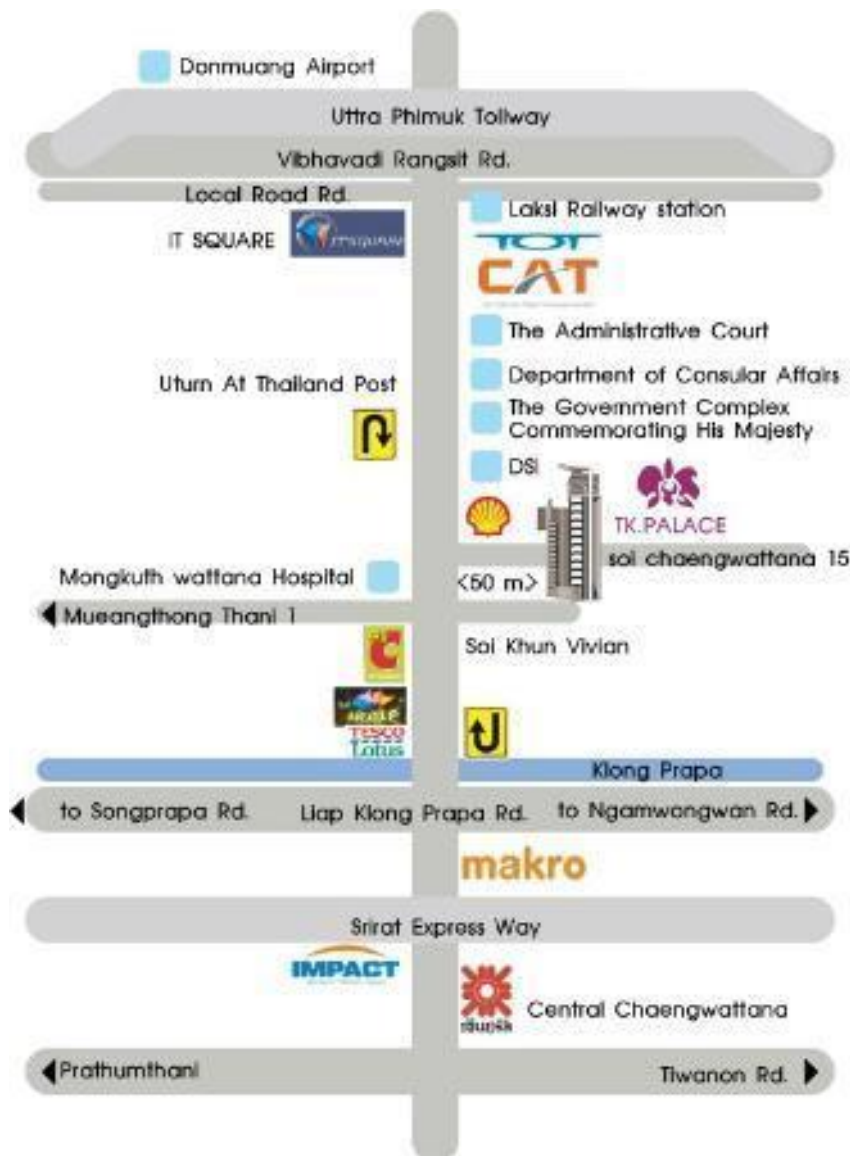 Donmuang Airport
Uttra Phimuk Tollway
Vibhavadi Rangsit Rd.
Local Road Rd.
Laksi Railway station
IT SQUARE
ITSQUARE
TOT
CAT
The Administrative Court
Uturn At Thailand Post
Department of Consular Affairs
The Government Complex
Commemorating His Majesty
DSI
TK.PALACE
soi chaengwattana 15
Mongkuth wattana Hospital
<50 m.>
Mueangthong Thani 1
Soi Khun Vivian
TESCO
Lotus
Klong Prapa
to Songprapa Rd.
Liap Klong Prapa Rd.
to Ngamwongwan Rd.
makro
Srirat Express Way
IMPACT
Central Chaengwattana
Prathumthani
Tiwanon Rd.